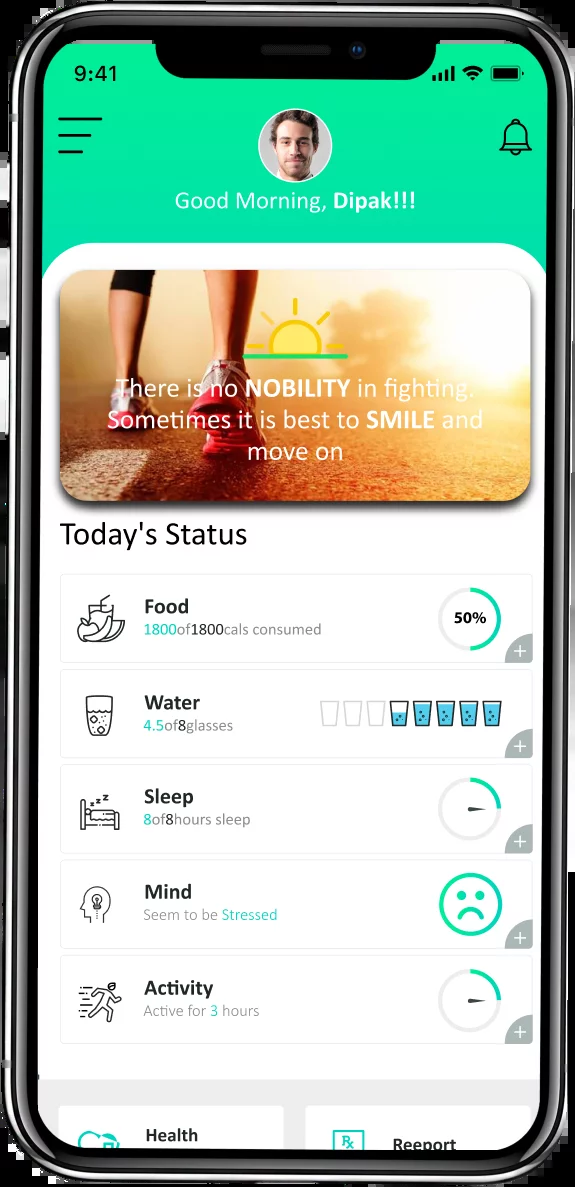 9:41
Good Morning, Dipak!!!
There is no NOBILITY in fighting.
Sometimes it is best to SMILE and
move on
Today's Status
Food
1800of1800cals consumed
50%
Water
4.5of8glasses
Sleep
8of8hours sleep
Mind
Seem to be Stressed
Activity
Active for 3 hours
Health
Reeport